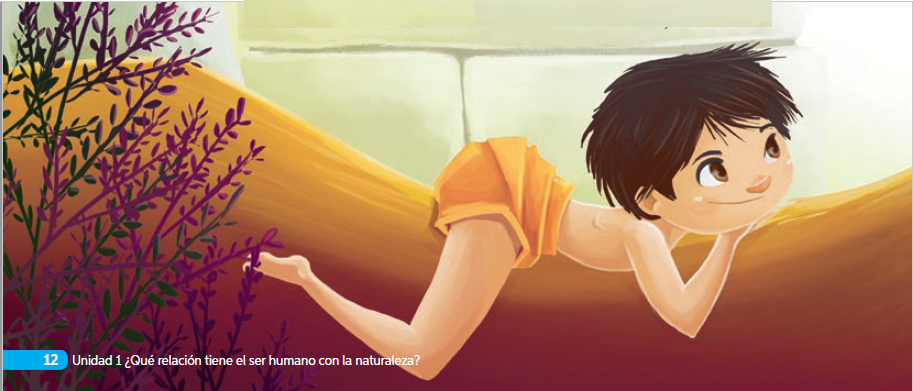 12 Unidad 1 ¿Qué relación tiene el ser humano con la naturaleza?